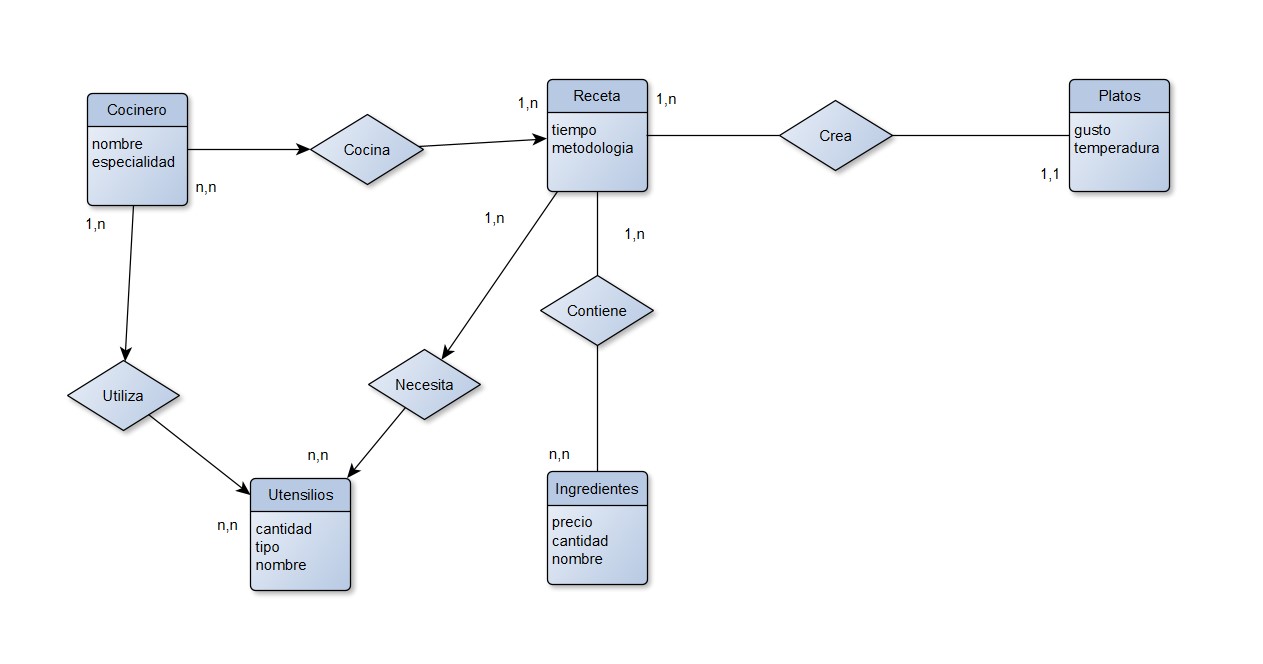 Cocinero
nombre
especialidad
n,n
1,n
Cocina
1,n
Receta
tiempo
metodologia
1,n
Crea
Platos
gusto
temperadura
1,1
1,n
1,n
Contiene
Utiliza
Necesita
n,n
n,n
Utensilios
cantidad
tipo
nombre
n,n
Ingredientes
precio
cantidad
nombre